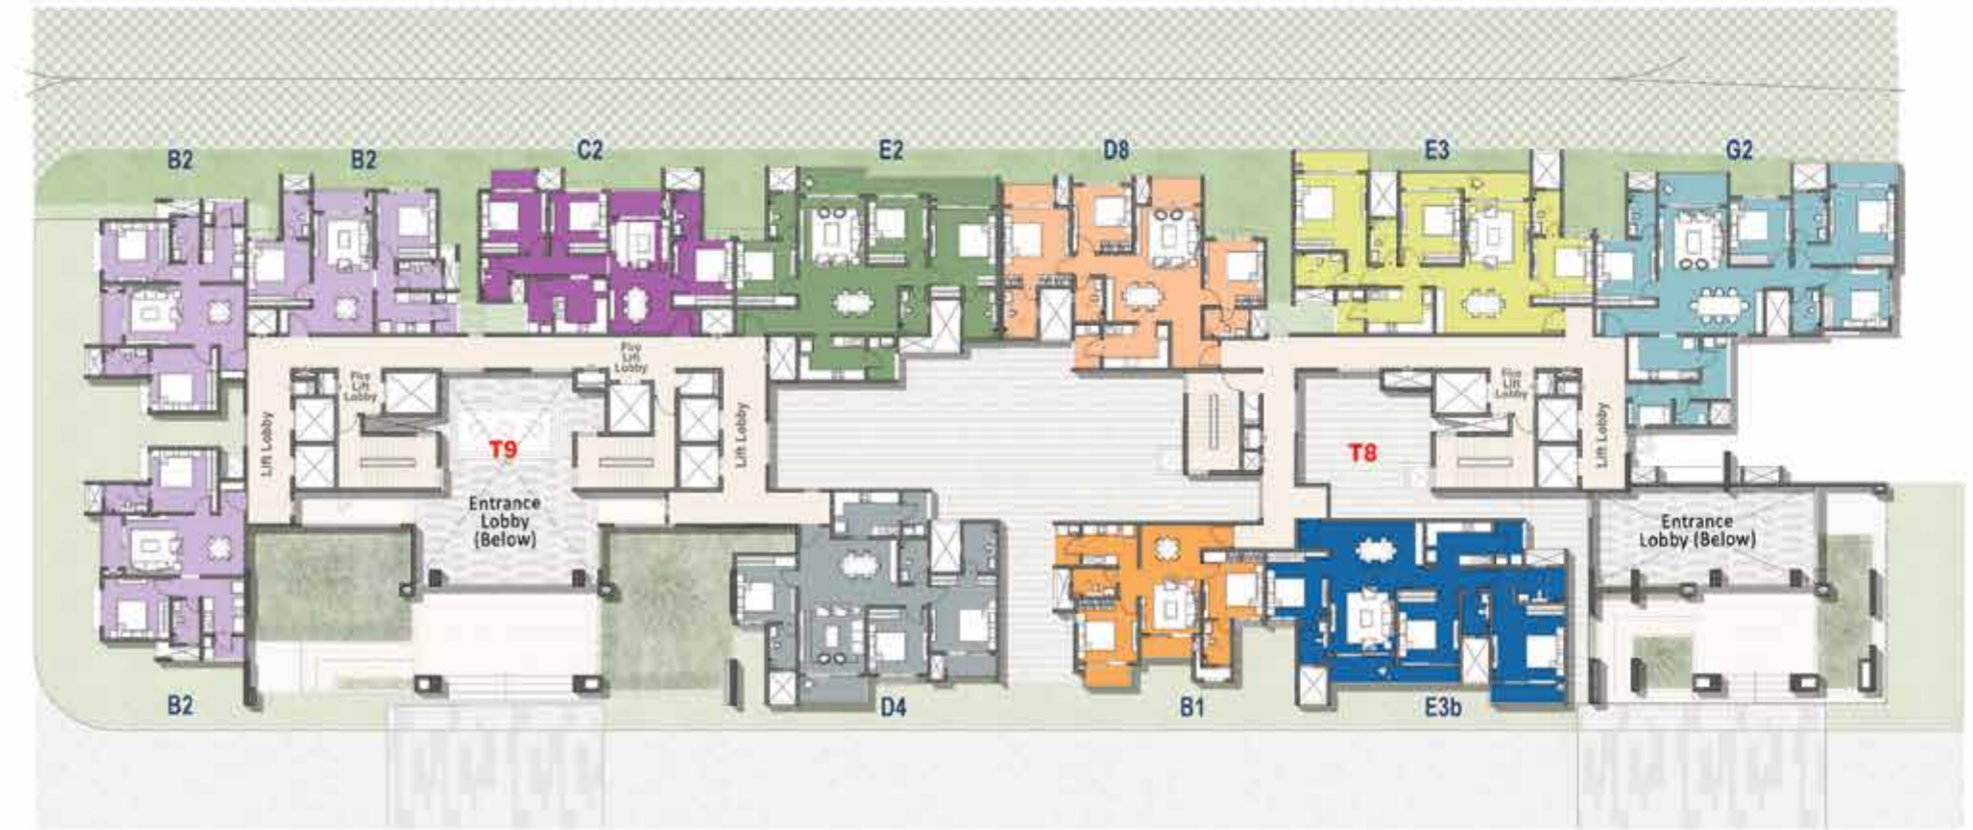 B2
B2
C2
E2
D8
E3
G2
Fire
Lift
Lobby
Fire
Lift
Lobby
Fire
Lift
Lobby
Lift Lobby
Lift Lobby
Lift Lobby
T9
T8
Entrance
Lobby
(Below)
Entrance
Lobby (Below)
B2
D4
B1
E3b